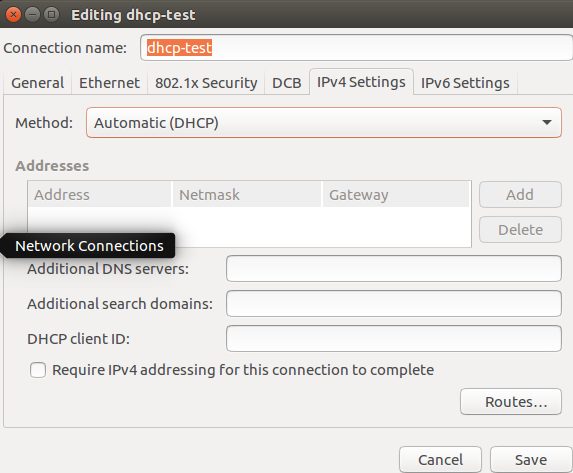 Editing dhcp-test
Connection name: dhcp-test
General Ethernet 802.1x Security DCB IPv4 Settings IPv6 Settings
Method: Automatic (DHCP)
Addresses
Address Netmask Gateway Add
Delete
Network Connections
Additional DNS servers:
Additional search domains:
DHCP client ID:
Require IPv4 addressing for this connection to complete
Routes...
Cancel Save